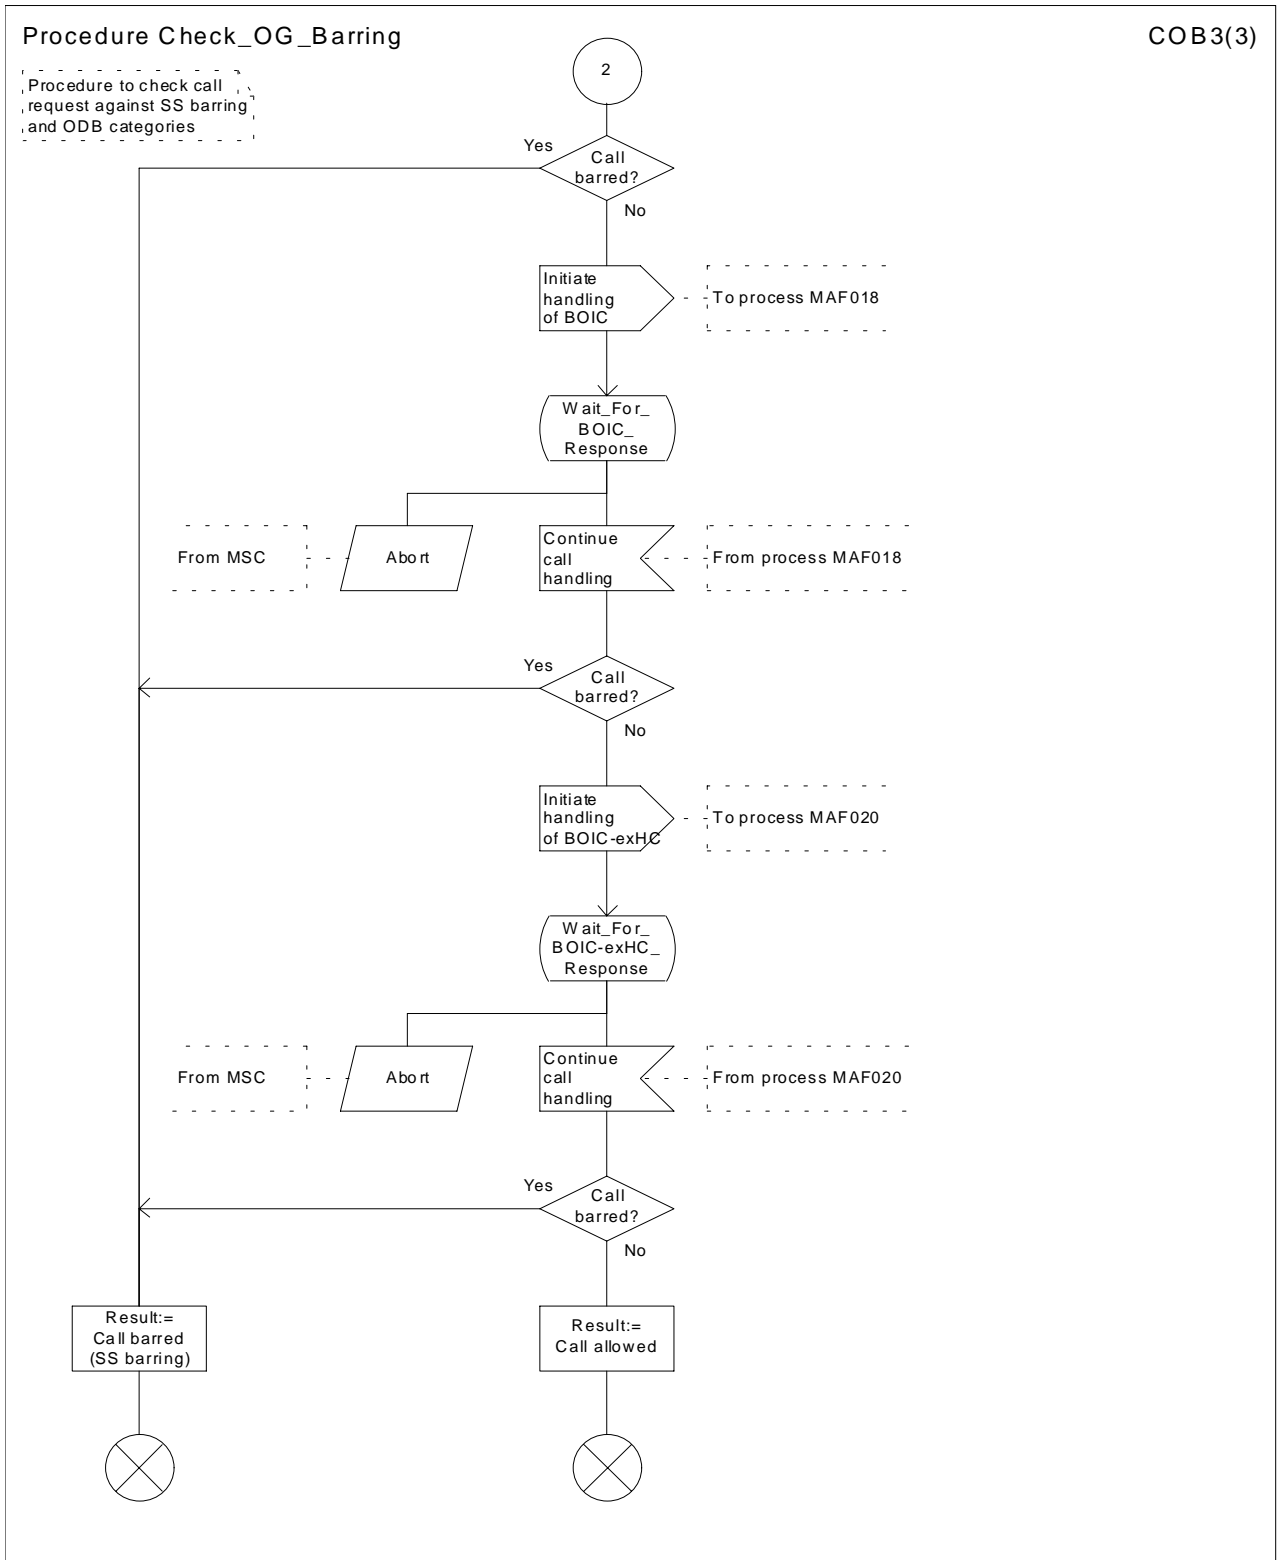 Procedure Check_OG_Barring
COB3(3)
Procedure to check call
request against SS barring
and ODB categories
2
Yes
Call
barred?
No
Initiate
handling
of BOIC
To process MAF018
Wait_For_
BOIC_
Response
From MSC
Abort
Continue
call
handling
From process MAF018
Yes
Call
barred?
No
Initiate
handling
of BOIC-exHC
To process MAF020
Wait_For_
BOIC-exHC_
Response
From MSC
Abort
Continue
call
handling
From process MAF020
Yes
Call
barred?
No
Result:=
Call barred
(SS barring)
Result:=
Call allowed